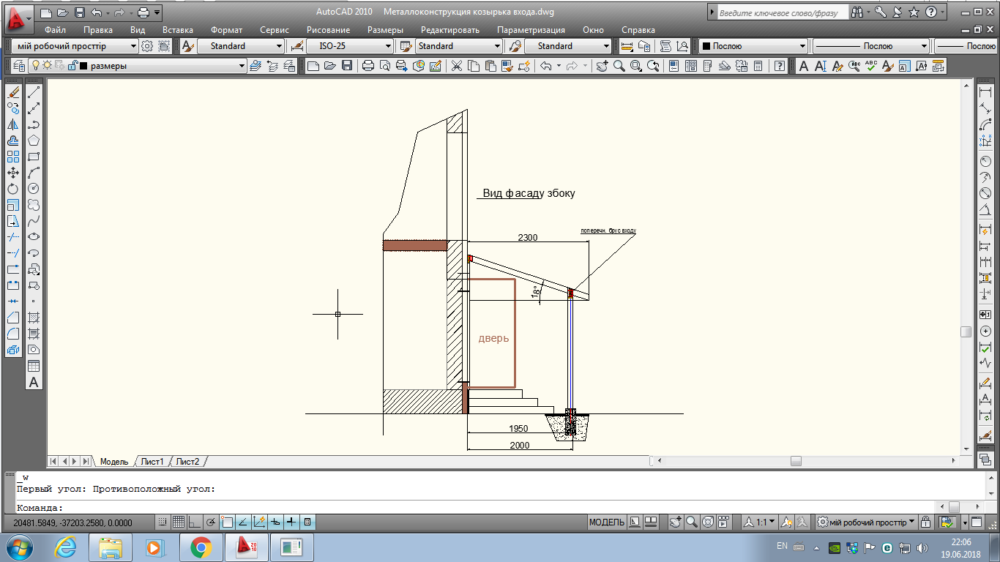 AutoCAD 2010 Металлоконструкция козырька входа.dwg
Введите ключевое слово/фразу
Файл Правка Вид Вставка Формат Сервис Рисование Размеры Редактировать Параметризация Окно Справка
мій робочий просттір Standard ISO-25 Standard Standard Послою Послою Послою
размеры
Вид фасаду збоку
поперечн. брус входу
2300
18°
дверь
1950
2000
Модель Лист1 Лист2
_w
Первый угол: Противоположный угол:
Команда:
20481.5849, -37203.2580, 0.0000 МОДЕЛЬ 1:1 мій робочий просттір
EN 22:06
19.06.2018